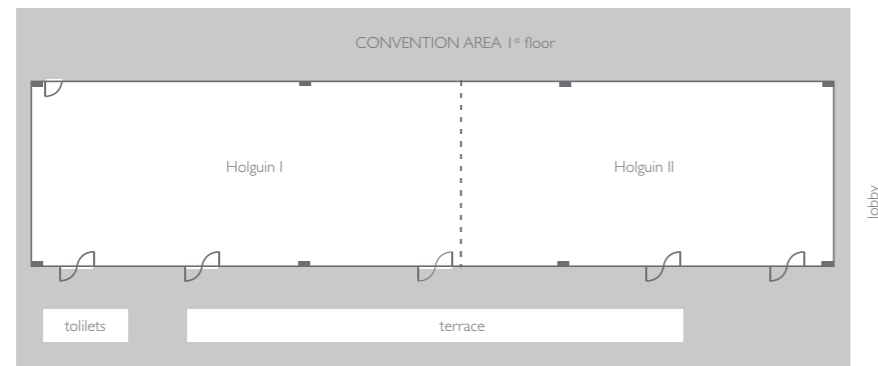 CONVENTION AREA 1st floor
Holguin I
Holguin II
lobby
tolilets
terrace